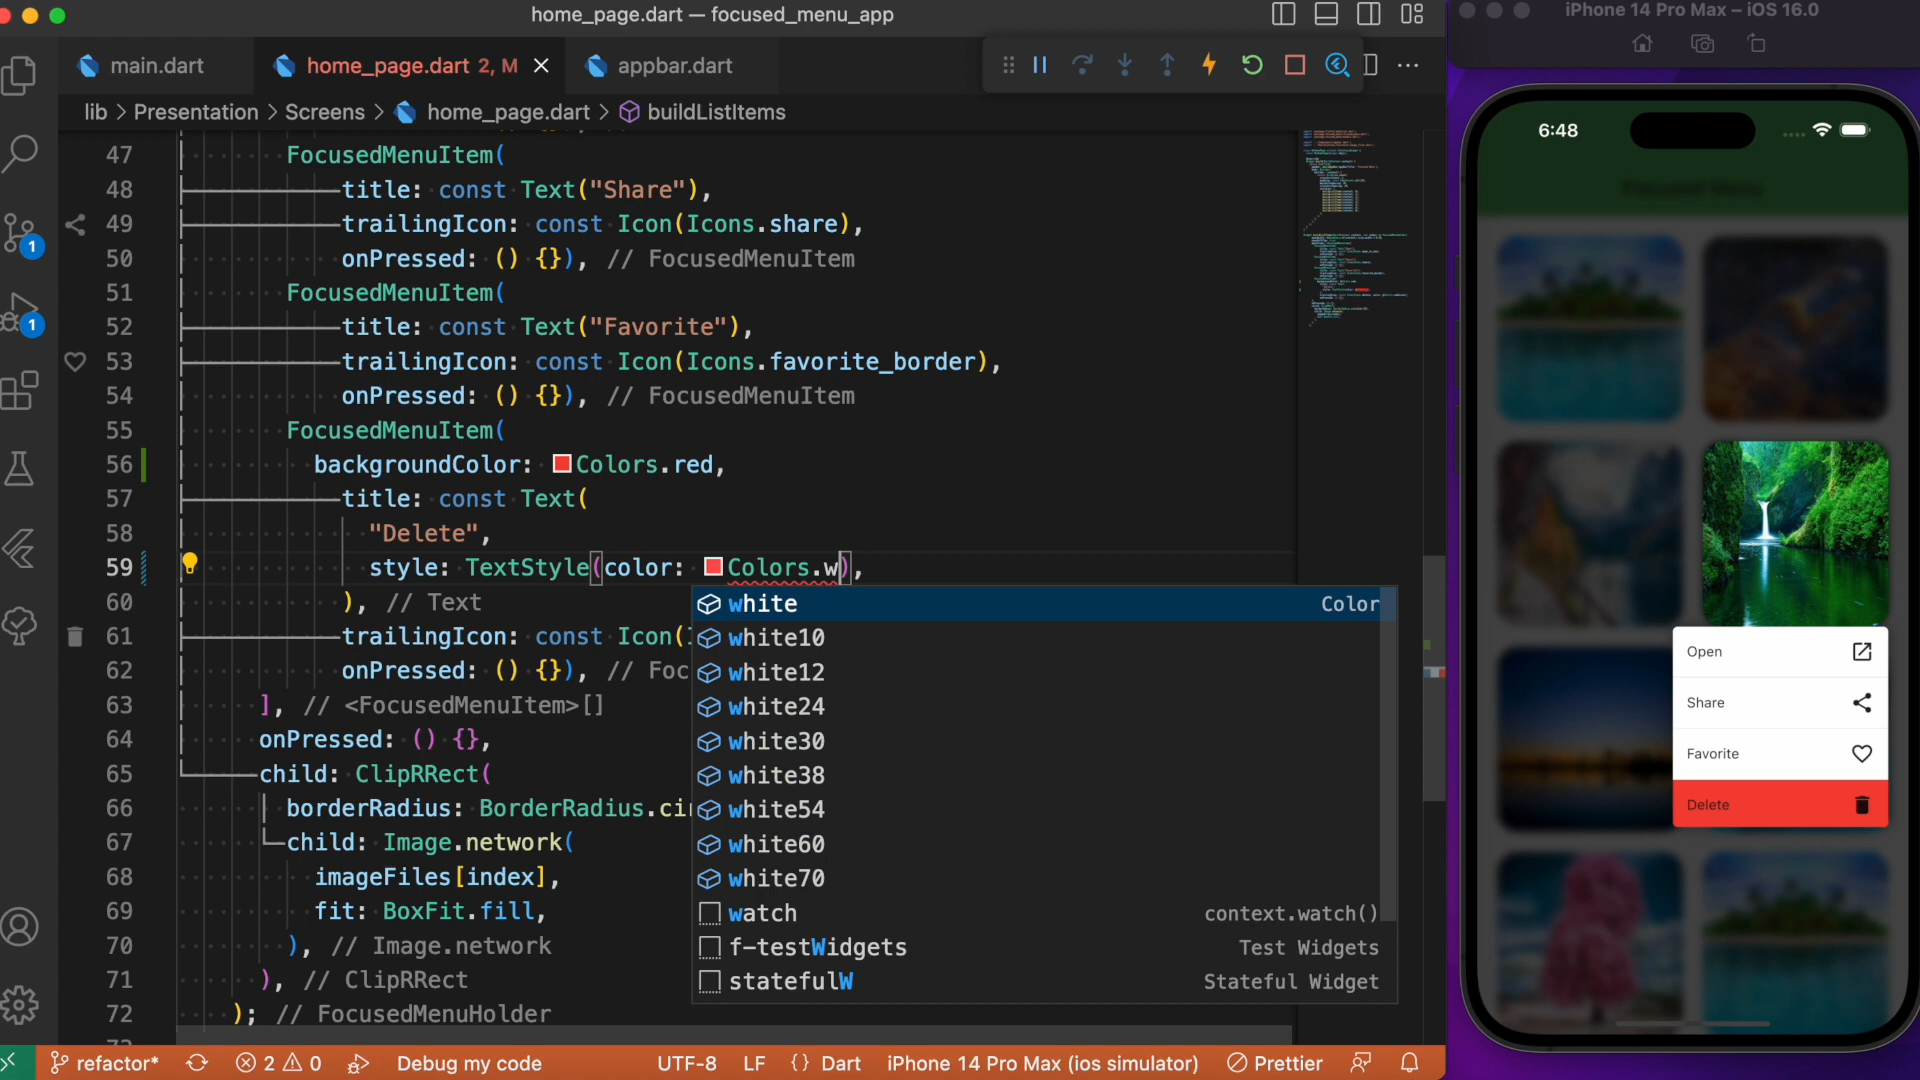 home_page.dart — focused_menu_app
main.dart
home_page.dart 2, M
appbar.dart
lib > Presentation > Screens > home_page.dart > buildListItems
47 FocusedMenuItem(
48 title: const Text("Share"),
49 trailingIcon: const Icon(Icons.share),
50 onPressed: () {}), // FocusedMenuItem
51 FocusedMenuItem(
52 title: const Text("Favorite"),
53 trailingIcon: const Icon(Icons.favorite_border),
54 onPressed: () {}), // FocusedMenuItem
55 FocusedMenuItem(
56 backgroundColor: Colors.red,
57 title: const Text(
58 "Delete",
59 style: TextStyle(color: Colors.w),
60 ), // Text
61 trailingIcon: const Icon(
62 onPressed: () {}), // Foc
63 ], // <FocusedMenuItem>[]
64 onPressed: () {},
65 child: ClipRRect(
66 borderRadius: BorderRadius.cir
67 child: Image.network(
68 imageFiles[index],
69 fit: BoxFit.fill,
70 ), // Image.network
71 ), // ClipRRect
72 ); // FocusedMenuHolder
white Color
white10
white12
white24
white30
white38
white54
white60
white70
watch context.watch()
f-testWidgets Test Widgets
statefulW Stateful Widget
1
1
refactor* 2 0 Debug my code UTF-8 LF {} Dart iPhone 14 Pro Max (ios simulator) Prettier
iPhone 14 Pro Max – iOS 16.0
6:48
Focused Menu
Open
Share
Favorite
Delete